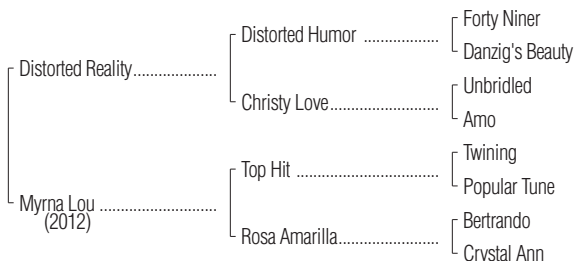 Forty Niner
Distorted Humor ..................
Danzig's Beauty
Distorted Reality....................
Unbridled
Christy Love..........................
Amo
Twining
Top Hit ..................................
Popular Tune
Myrna Lou ............................
(2012)
Bertrando
Rosa Amarilla........................
Crystal Ann